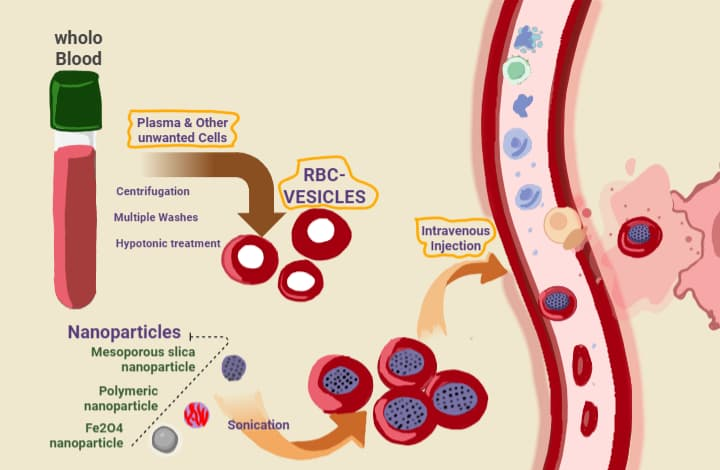 wholo
Blood
Plasma & Other
unwanted Cells
Centrifugation
Multiple Washes
Hypotonic treatment
RBC-
VESICLES
Intravenous
Injection
Nanoparticles
Mesoporous slica
nanoparticle
Polymeric
nanoparticle
Fe2O4
nanoparticle
Sonication